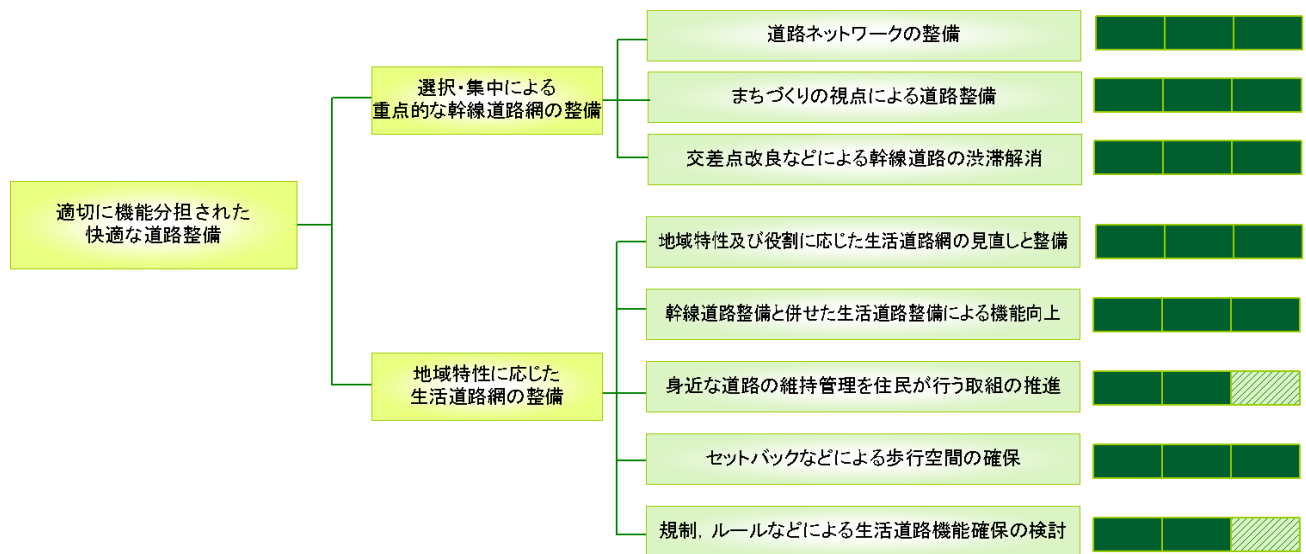 適切に機能分担された
快適な道路整備
選択・集中による
重点的な幹線道路網の整備
道路ネットワークの整備
まちづくりの視点による道路整備
交差点改良などによる幹線道路の渋滞解消
地域特性に応じた
生活道路網の整備
地域特性及び役割に応じた生活道路網の見直しと整備
幹線道路整備と併せた生活道路整備による機能向上
身近な道路の維持管理を住民が行う取組の推進
セットバックなどによる歩行空間の確保
規制，ルールなどによる生活道路機能確保の検討